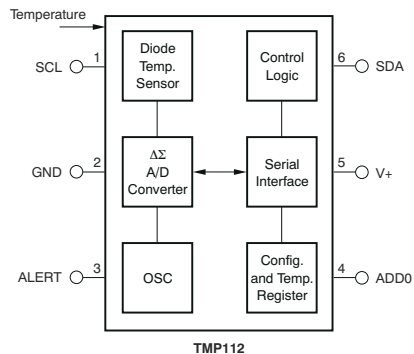 Temperature
SCL
1
Diode
Temp.
Sensor
Control
Logic
6
SDA
GND
2
ΔΣ
A/D
Converter
Serial
Interface
5
V+
ALERT
3
OSC
Config.
and Temp.
Register
4
ADD0
TMP112